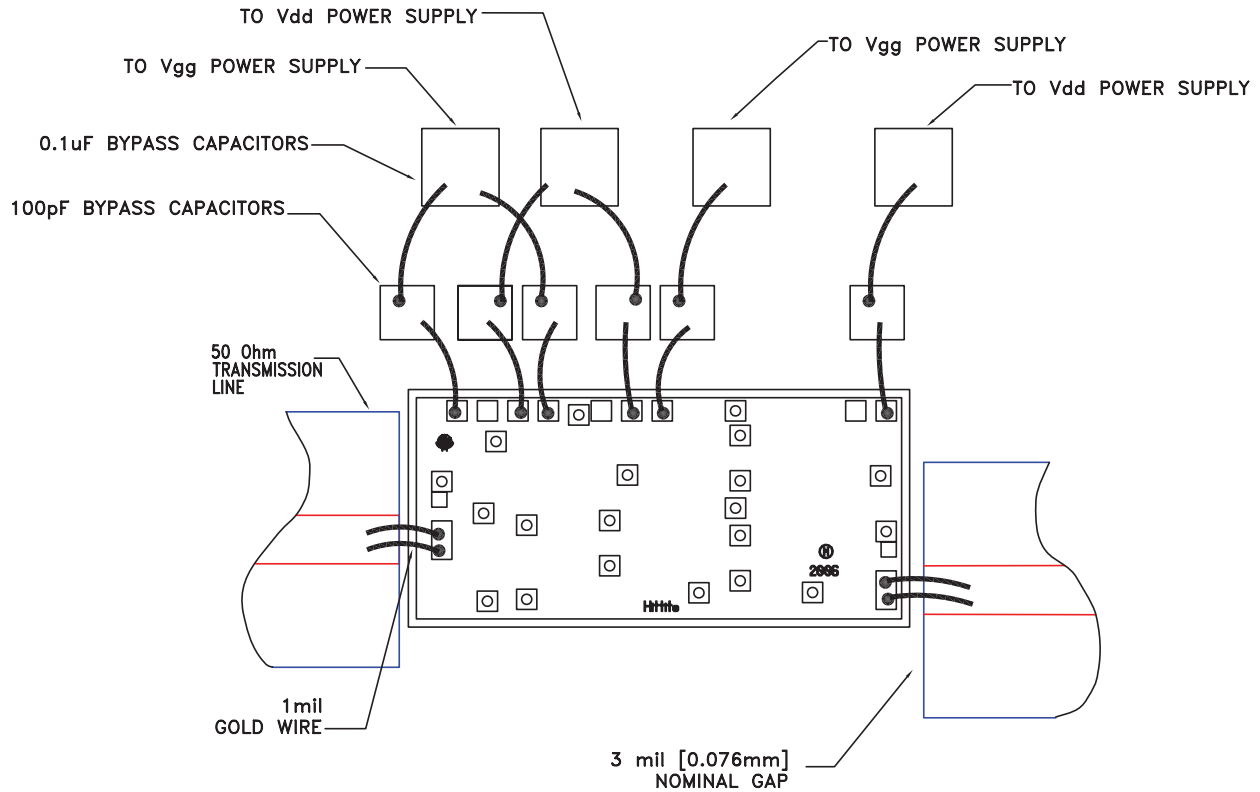 TO Vdd POWER SUPPLY
TO Vgg POWER SUPPLY
TO Vgg POWER SUPPLY
TO Vdd POWER SUPPLY
0.1uF BYPASS CAPACITORS
100pF BYPASS CAPACITORS
50 Ohm
TRANSMISSION
LINE
H
2006
Hittite
1mil
GOLD WIRE
3 mil [0.076mm]
NOMINAL GAP